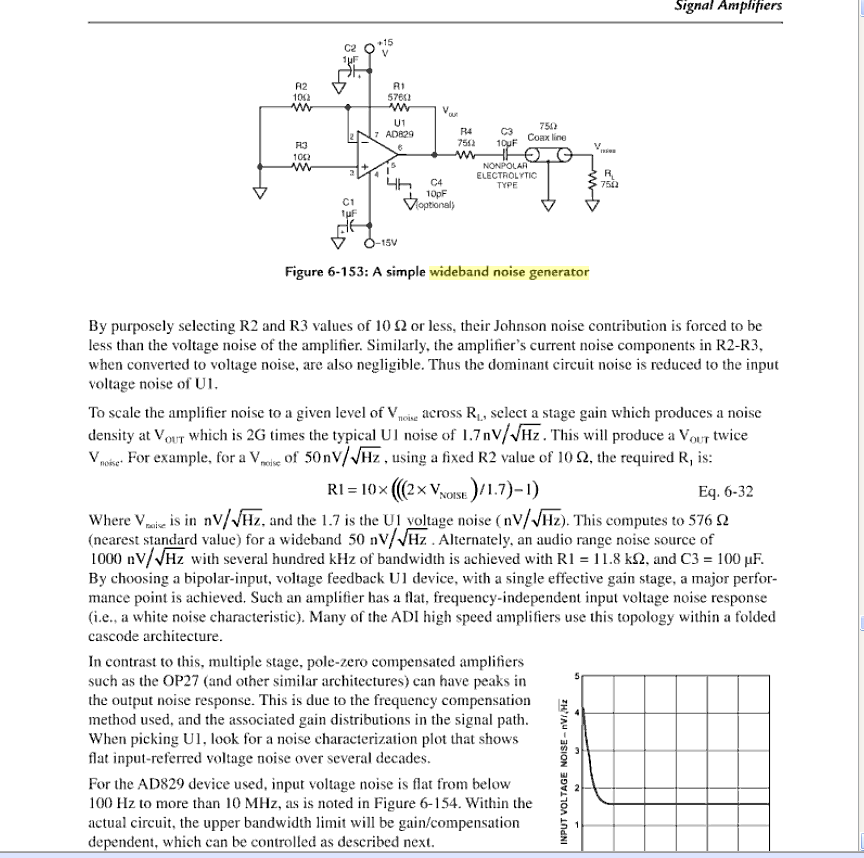 Signal Amplifiers
+15
V
C2
1µF
R2
10Ω
R1
576Ω
V out
U1
AD829
2
7
6
R3
10Ω
3
4
5
R4
75Ω
C3
10µF
75Ω
Coax line
V noise
NONPOLAR
ELECTROLYTIC
TYPE
R L
75Ω
C4
10pF
(optional)
C1
1µF
–15V
Figure 6-153: A simple wideband noise generator
By purposely selecting R2 and R3 values of 10 Ω or less, their Johnson noise contribution is forced to be
less than the voltage noise of the amplifier. Similarly, the amplifier's current noise components in R2-R3,
when converted to voltage noise, are also negligible. Thus the dominant circuit noise is reduced to the input
voltage noise of U1.
To scale the amplifier noise to a given level of V noise across R L, select a stage gain which produces a noise
density at V OUT which is 2G times the typical U1 noise of 1.7 nV/√Hz. This will produce a V OUT twice
V noise. For example, for a V noise of 50 nV/√Hz, using a fixed R2 value of 10 Ω, the required R 1 is:
R1 = 10×(((2×V NOISE)/1.7)–1)
Eq. 6-32
Where V noise is in nV/√Hz, and the 1.7 is the U1 voltage noise (nV/√Hz). This computes to 576 Ω
(nearest standard value) for a wideband 50 nV/√Hz. Alternately, an audio range noise source of
1000 nV/√Hz with several hundred kHz of bandwidth is achieved with R1 = 11.8 kΩ, and C3 = 100 µF.
By choosing a bipolar-input, voltage feedback U1 device, with a single effective gain stage, a major perfor-
mance point is achieved. Such an amplifier has a flat, frequency-independent input voltage noise response
(i.e., a white noise characteristic). Many of the ADI high speed amplifiers use this topology within a folded
cascode architecture.
In contrast to this, multiple stage, pole-zero compensated amplifiers
such as the OP27 (and other similar architectures) can have peaks in
the output noise response. This is due to the frequency compensation
method used, and the associated gain distributions in the signal path.
When picking U1, look for a noise characterization plot that shows
flat input-referred voltage noise over several decades.
For the AD829 device used, input voltage noise is flat from below
100 Hz to more than 10 MHz, as is noted in Figure 6-154. Within the
actual circuit, the upper bandwidth limit will be gain/compensation
dependent, which can be controlled as described next.
INPUT VOLTAGE NOISE – nV/√Hz
5
4
3
2
1